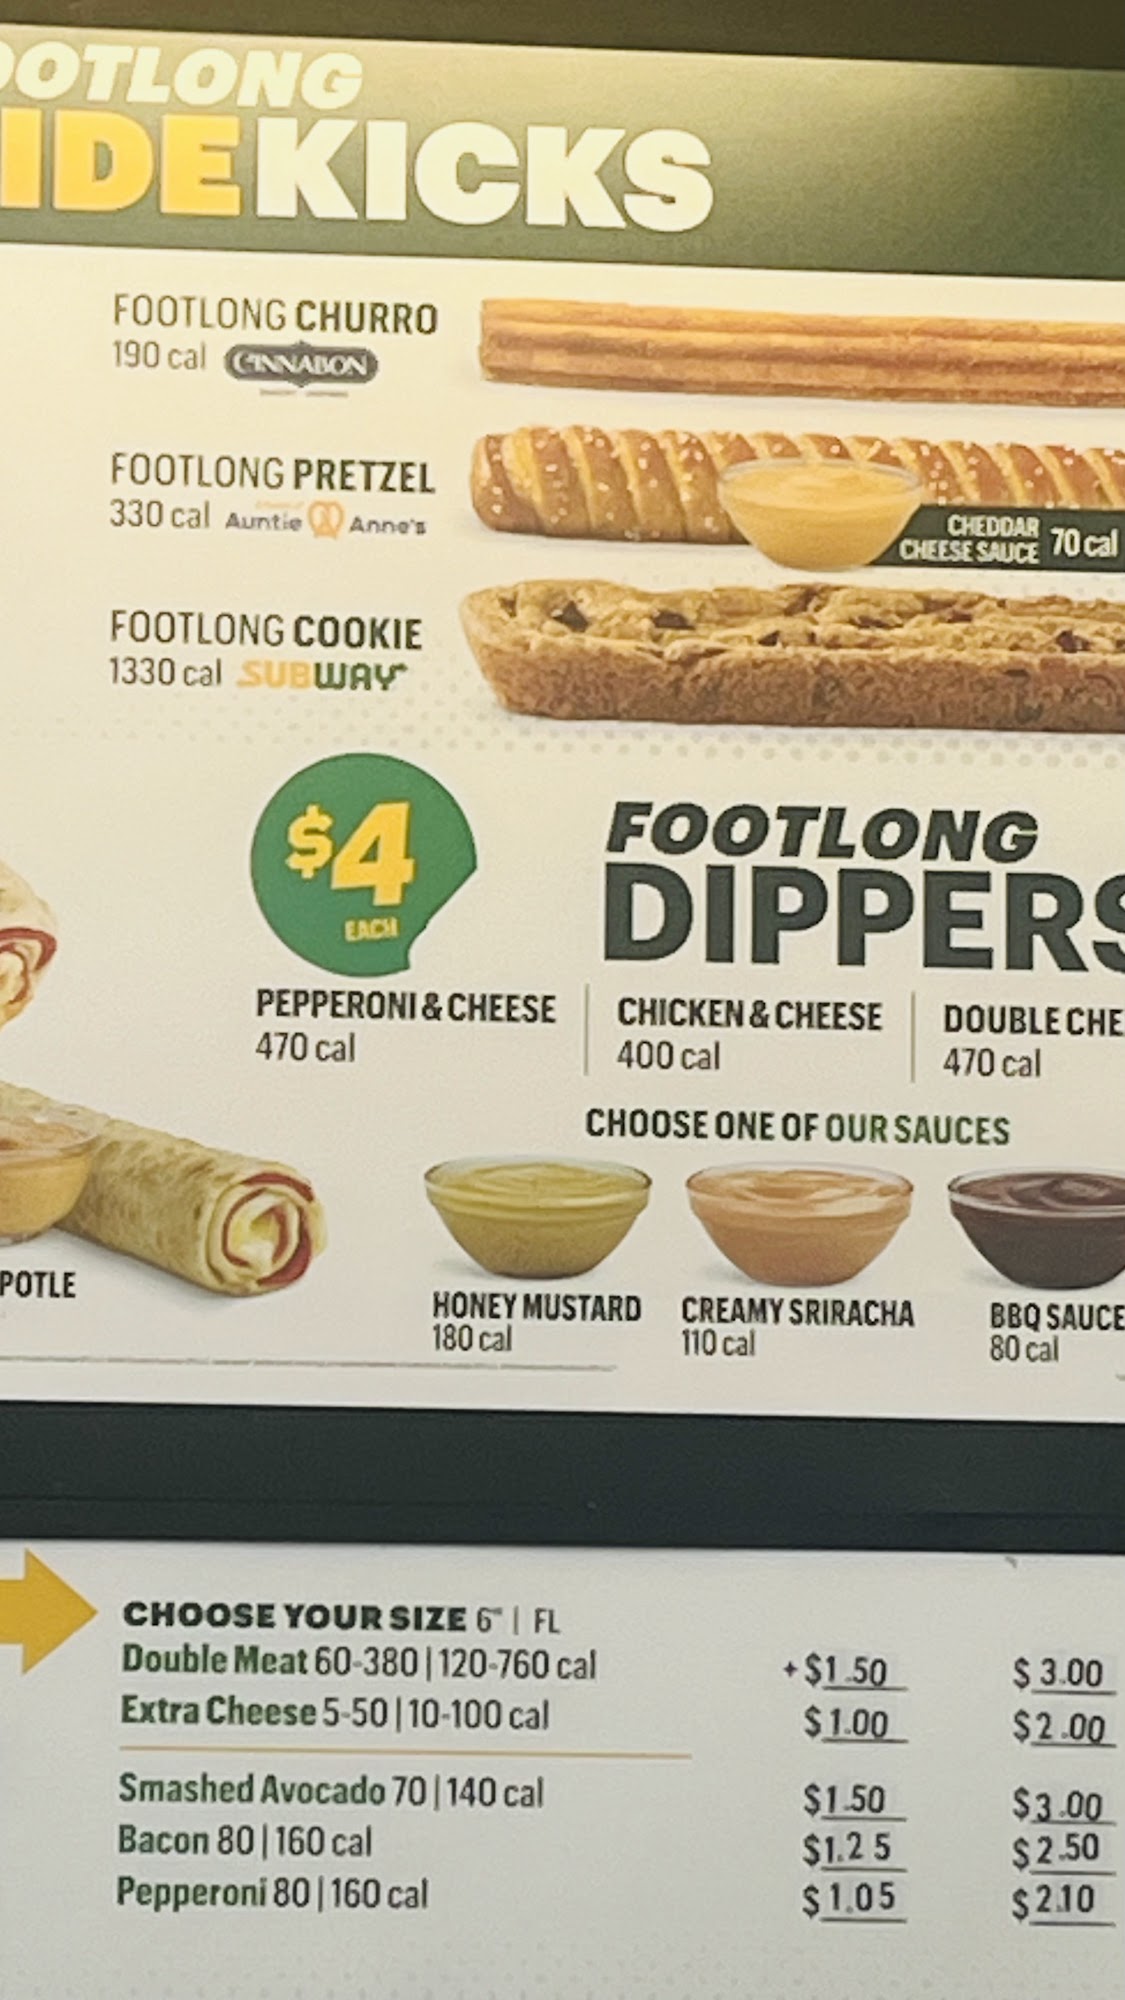 OOTLONG
IDEKICKS
FOOTLONG CHURRO
190 cal CINNABON
FOOTLONG PRETZEL
330 cal Auntie Anne's
CHEDDAR
CHEESE SAUCE 70 cal
FOOTLONG COOKIE
1330 cal SUBWAY
$4
EACH
FOOTLONG
DIPPERS
PEPPERONI & CHEESE
470 cal
CHICKEN & CHEESE
400 cal
DOUBLE CHE
470 cal
CHOOSE ONE OF OUR SAUCES
POTLE
HONEY MUSTARD
180 cal
CREAMY SRIRACHA
110 cal
BBQ SAUCE
80 cal
CHOOSE YOUR SIZE 6" | FL
Double Meat 60-380 | 120-760 cal +$1.50 $3.00
Extra Cheese 5-50 | 10-100 cal $1.00 $2.00
Smashed Avocado 70 | 140 cal $1.50 $3.00
Bacon 80 | 160 cal $1.25 $2.50
Pepperoni 80 | 160 cal $1.05 $2.10